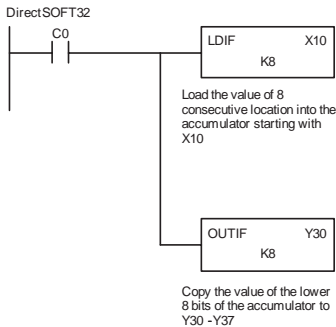 DirectSOFT32
C0
LDIF X10
K8
Load the value of 8
consecutive location into the
accumulator starting with
X10
OUTIF Y30
K8
Copy the value of the lower
8 bits of the accumulator to
Y30 -Y37